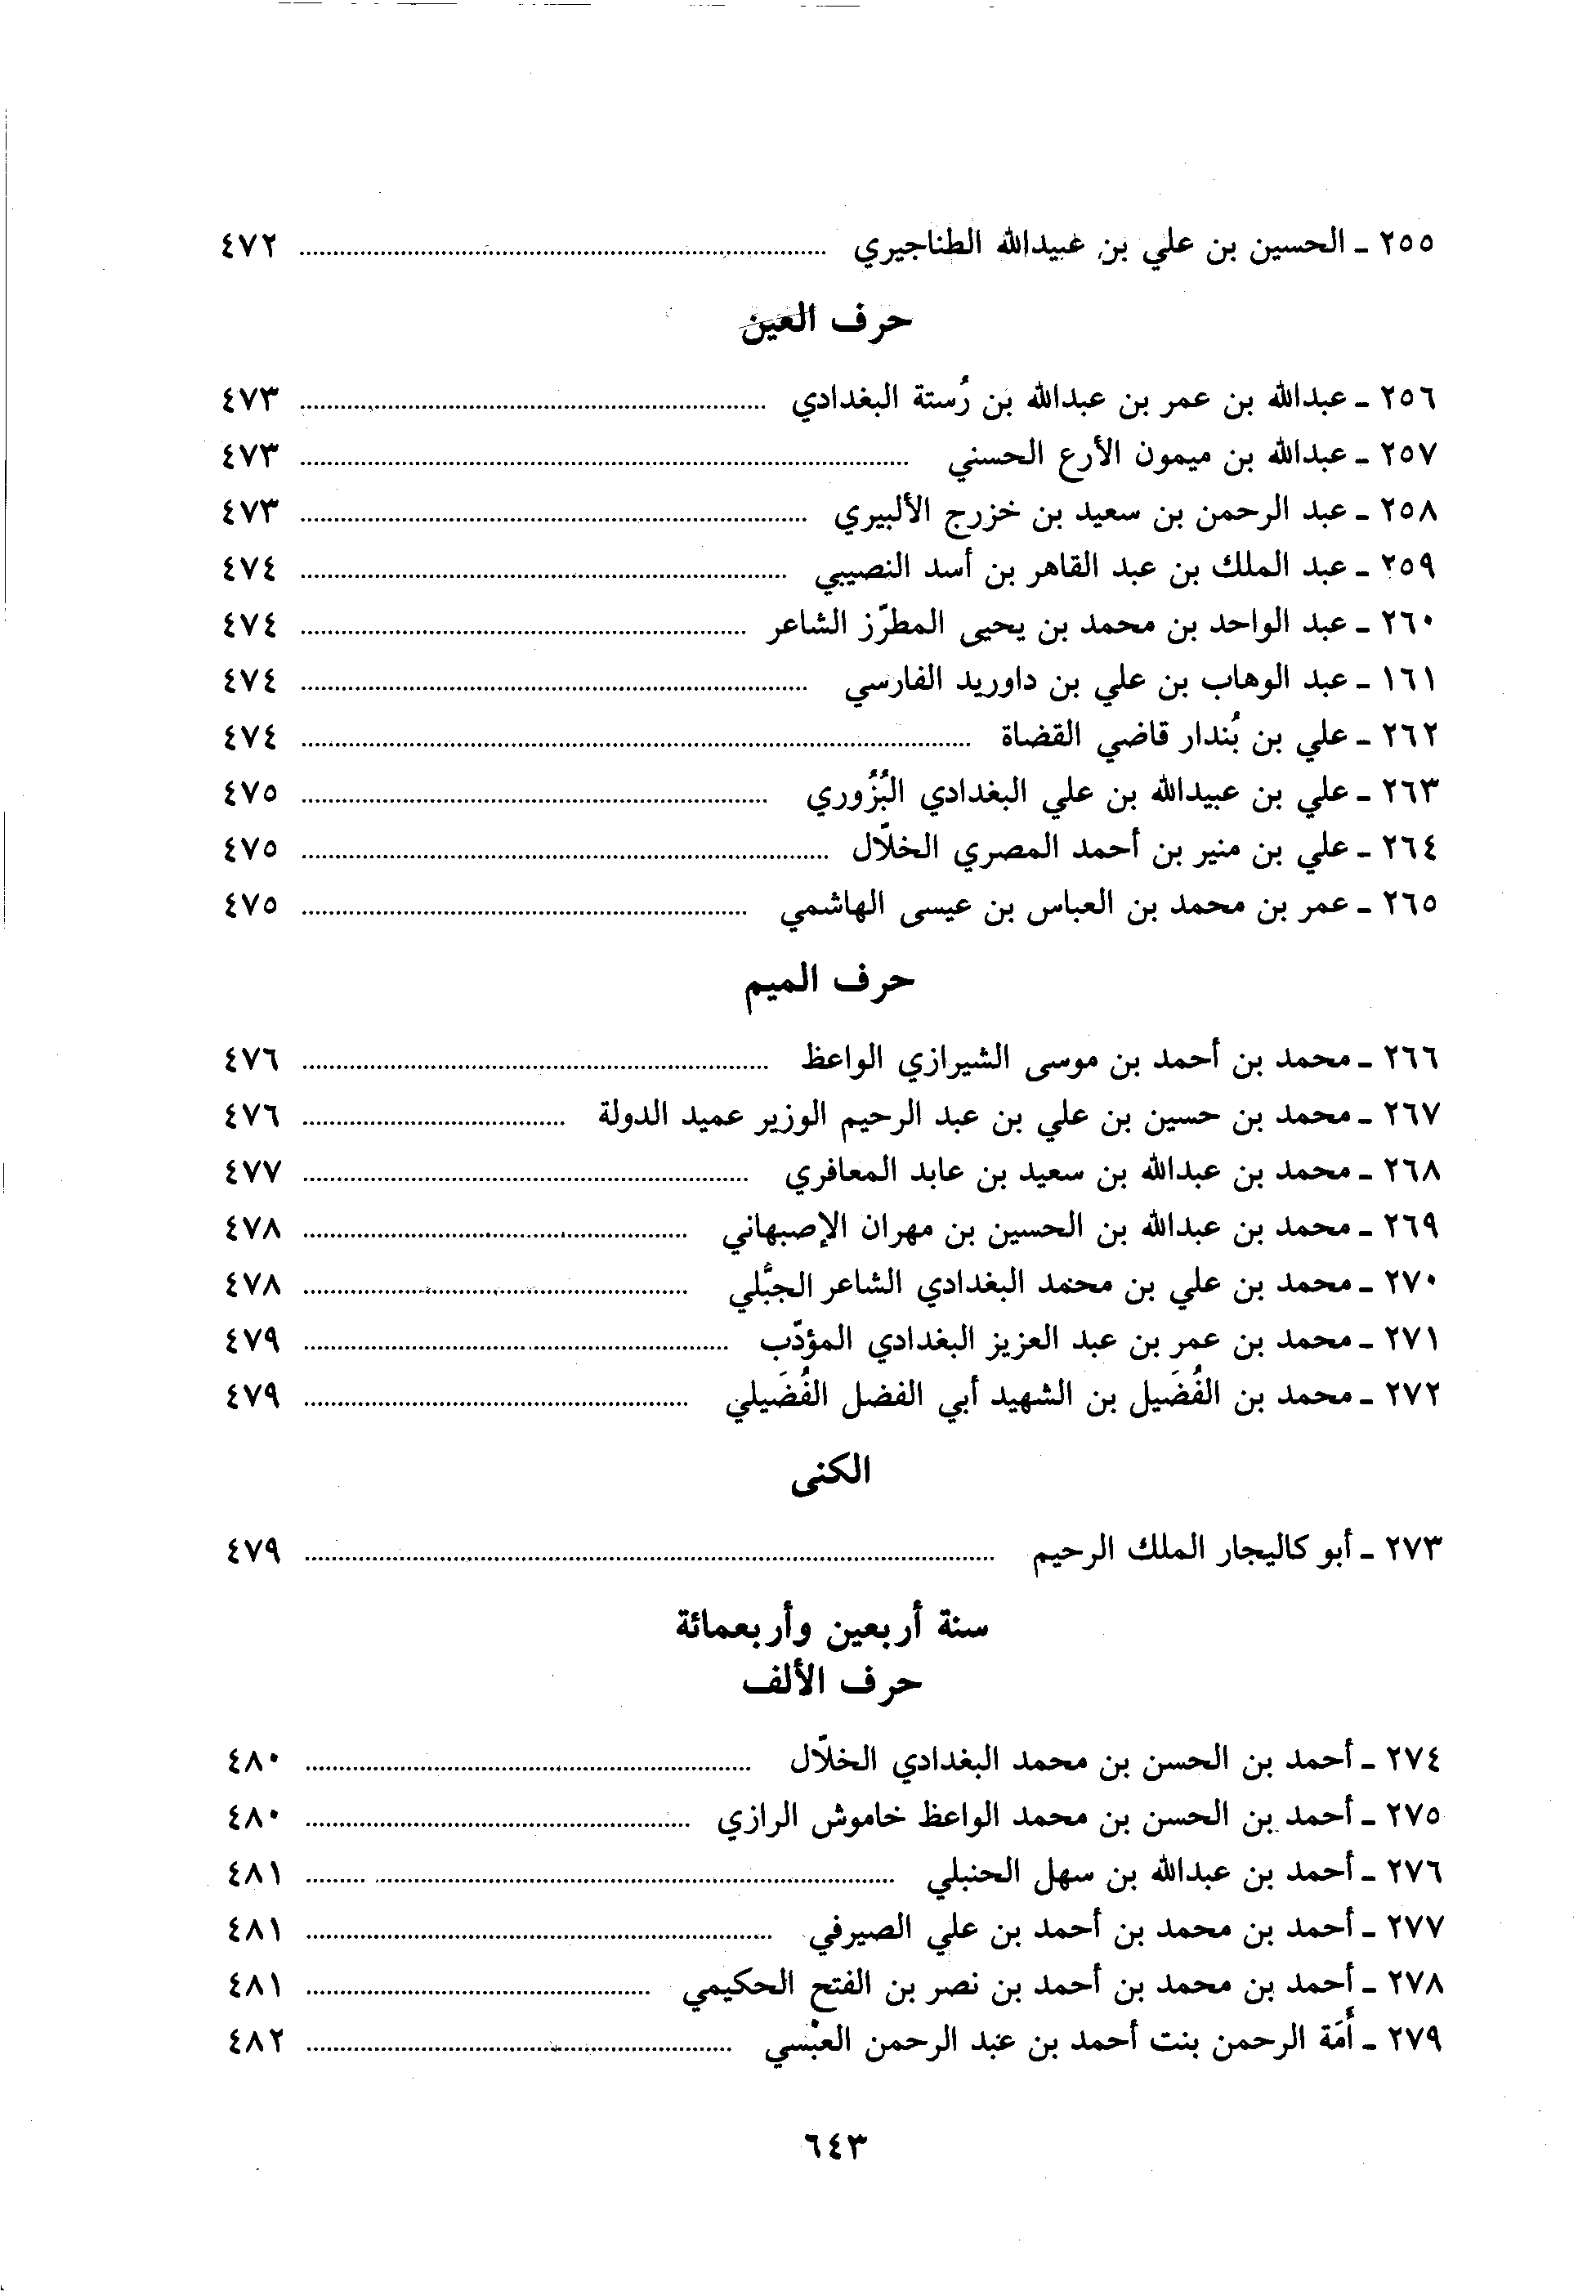 ٢٥٥ ـ الحسين بن علي بن عبيدالله الطناجيري ........ ٤٧٢
حرف العين
٢٥٦ ـ عبدالله بن عمر بن عبدالله بن رُستة البغدادي ........ ٤٧٣
٢٥٧ ـ عبدالله بن ميمون الأرع الحسني ........ ٤٧٣
٢٥٨ ـ عبد الرحمن بن سعيد بن خزرج الألبيري ........ ٤٧٣
٢٥٩ ـ عبد الملك بن عبد القاهر بن أسد النصيبي ........ ٤٧٤
٢٦٠ ـ عبد الواحد بن محمد بن يحيى المطرّز الشاعر ........ ٤٧٤
١٦١ ـ عبد الوهاب بن علي بن داوريد الفارسي ........ ٤٧٤
٢٦٢ ـ علي بن بُندار قاضي القضاة ........ ٤٧٤
٢٦٣ ـ علي بن عبيدالله بن علي البغدادي البُزُوري ........ ٤٧٥
٢٦٤ ـ علي بن منير بن أحمد المصري الخلّال ........ ٤٧٥
٢٦٥ ـ عمر بن محمد بن العباس بن عيسى الهاشمي ........ ٤٧٥
حرف الميم
٢٦٦ ـ محمد بن أحمد بن موسى الشيرازي الواعظ ........ ٤٧٦
٢٦٧ ـ محمد بن حسين بن علي بن عبد الرحيم الوزير عميد الدولة ........ ٤٧٦
٢٦٨ ـ محمد بن عبدالله بن سعيد بن عابد المعافري ........ ٤٧٧
٢٦٩ ـ محمد بن عبدالله بن الحسين بن مهران الإصبهاني ........ ٤٧٨
٢٧٠ ـ محمد بن علي بن محمد البغدادي الشاعر الجبُّلي ........ ٤٧٨
٢٧١ ـ محمد بن عمر بن عبد العزيز البغدادي المؤدّب ........ ٤٧٩
٢٧٢ ـ محمد بن الفُضَيل بن الشهيد أبي الفضل الفُضَيلي ........ ٤٧٩
الكنى
٢٧٣ ـ أبو كاليجار الملك الرحيم ........ ٤٧٩
سنة أربعين وأربعمائة
حرف الألف
٢٧٤ ـ أحمد بن الحسن بن محمد البغدادي الخلّال ........ ٤٨٠
٢٧٥ ـ أحمد بن الحسن بن محمد الواعظ خاموش الرازي ........ ٤٨٠
٢٧٦ ـ أحمد بن عبدالله بن سهل الحنبلي ........ ٤٨١
٢٧٧ ـ أحمد بن محمد بن أحمد بن علي الصيرفي ........ ٤٨١
٢٧٨ ـ أحمد بن محمد بن أحمد بن نصر بن الفتح الحكيمي ........ ٤٨١
٢٧٩ ـ أَمَة الرحمن بنت أحمد بن عبد الرحمن العبْسي ........ ٤٨٢
٦٤٣